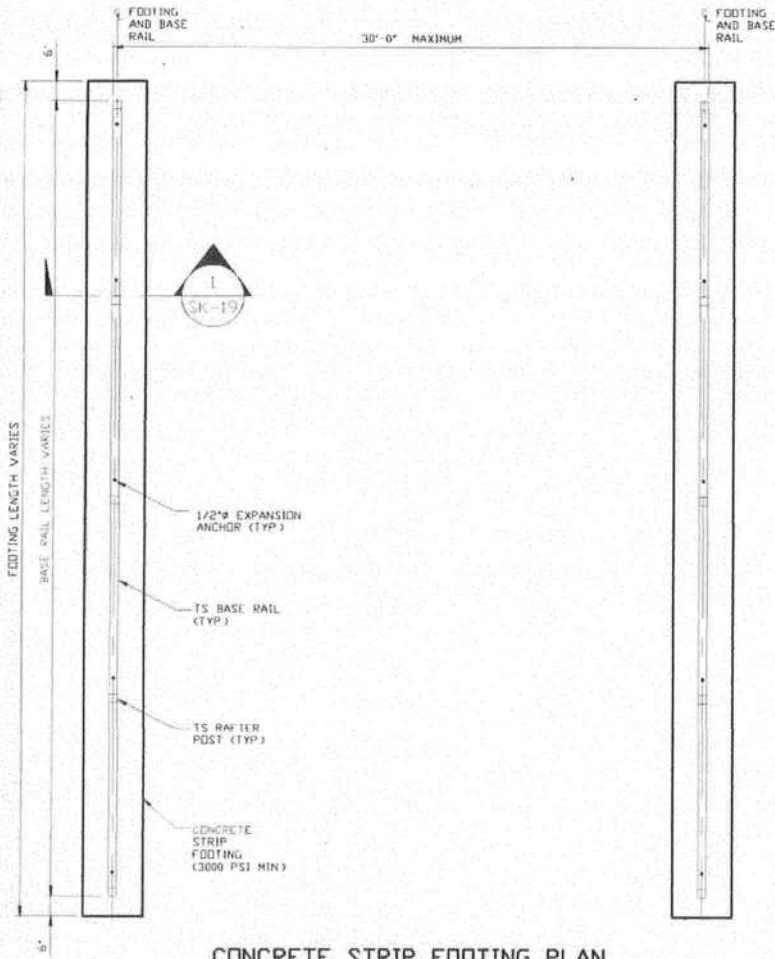 ℄ FOOTING
AND BASE
RAIL
30'-0" MAXIMUM
℄ FOOTING
AND BASE
RAIL
6"
1
SK-19
FOOTING LENGTH VARIES
BASE RAIL LENGTH VARIES
1/2"Ø EXPANSION
ANCHOR (TYP)
TS BASE RAIL
(TYP)
TS RAFTER
POST (TYP)
CONCRETE
STRIP
FOOTING
(3000 PSI MIN)
6"
CONCRETE STRIP FOOTING PLAN